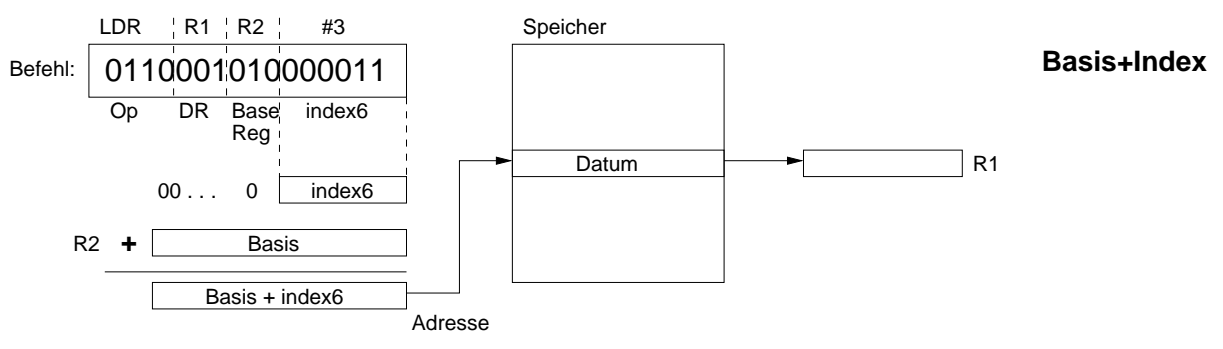 LDR R1 R2 #3 Speicher
Befehl: 0110001010000011 Basis+Index
Op DR Base index6
Reg
Datum R1
00 . . . 0 index6
R2 + Basis
Basis + index6
Adresse